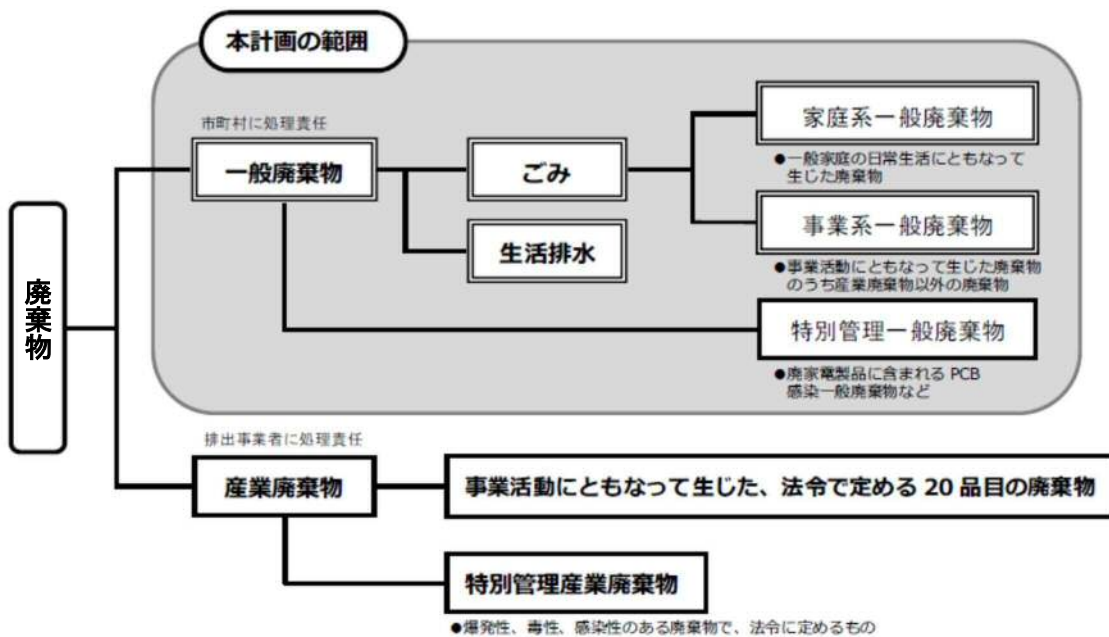 本計画の範囲
市町村に処理責任
一般廃棄物
ごみ
生活排水
家庭系一般廃棄物
●一般家庭の日常生活にともなって
生じた廃棄物
事業系一般廃棄物
●事業活動にともなって生じた廃棄物
のうち産業廃棄物以外の廃棄物
特別管理一般廃棄物
●廃家電製品に含まれる PCB
感染一般廃棄物など
廃棄物
排出事業者に処理責任
産業廃棄物
事業活動にともなって生じた、法令で定める 20 品目の廃棄物
特別管理産業廃棄物
●爆発性、毒性、感染性のある廃棄物で、法令に定めるもの